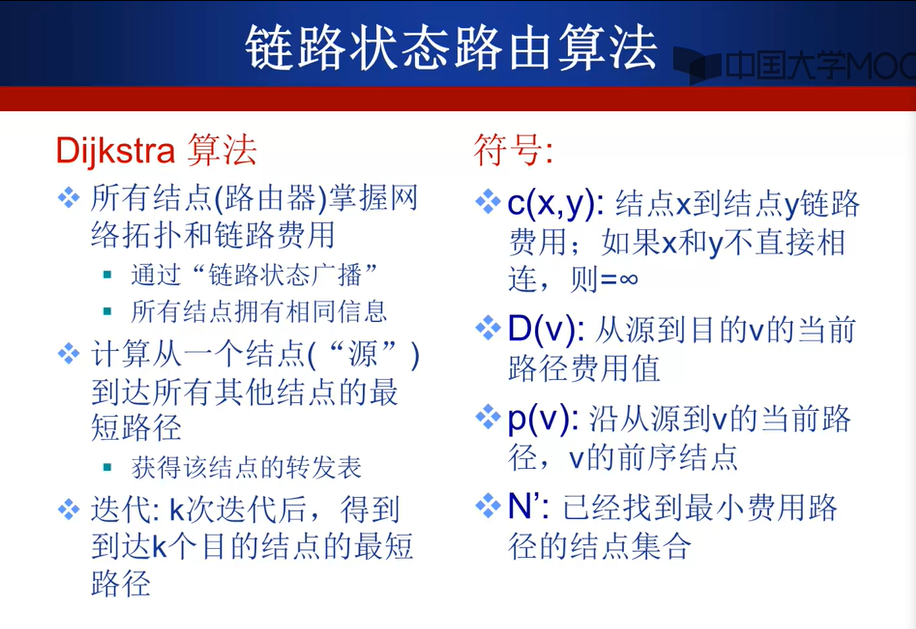 链路状态路由算法
中国大学MOC
Dijkstra 算法
所有结点(路由器)掌握网
络拓扑和链路费用
通过“链路状态广播”
所有结点拥有相同信息
计算从一个结点(“源”)
到达所有其他结点的最
短路径
获得该结点的转发表
迭代: k次迭代后，得到
到达k个目的结点的最短
路径
符号:
c(x,y): 结点x到结点y链路
费用；如果x和y不直接相
连，则=∞
D(v): 从源到目的v的当前
路径费用值
p(v): 沿从源到v的当前路
径，v的前序结点
N’: 已经找到最小费用路
径的结点集合